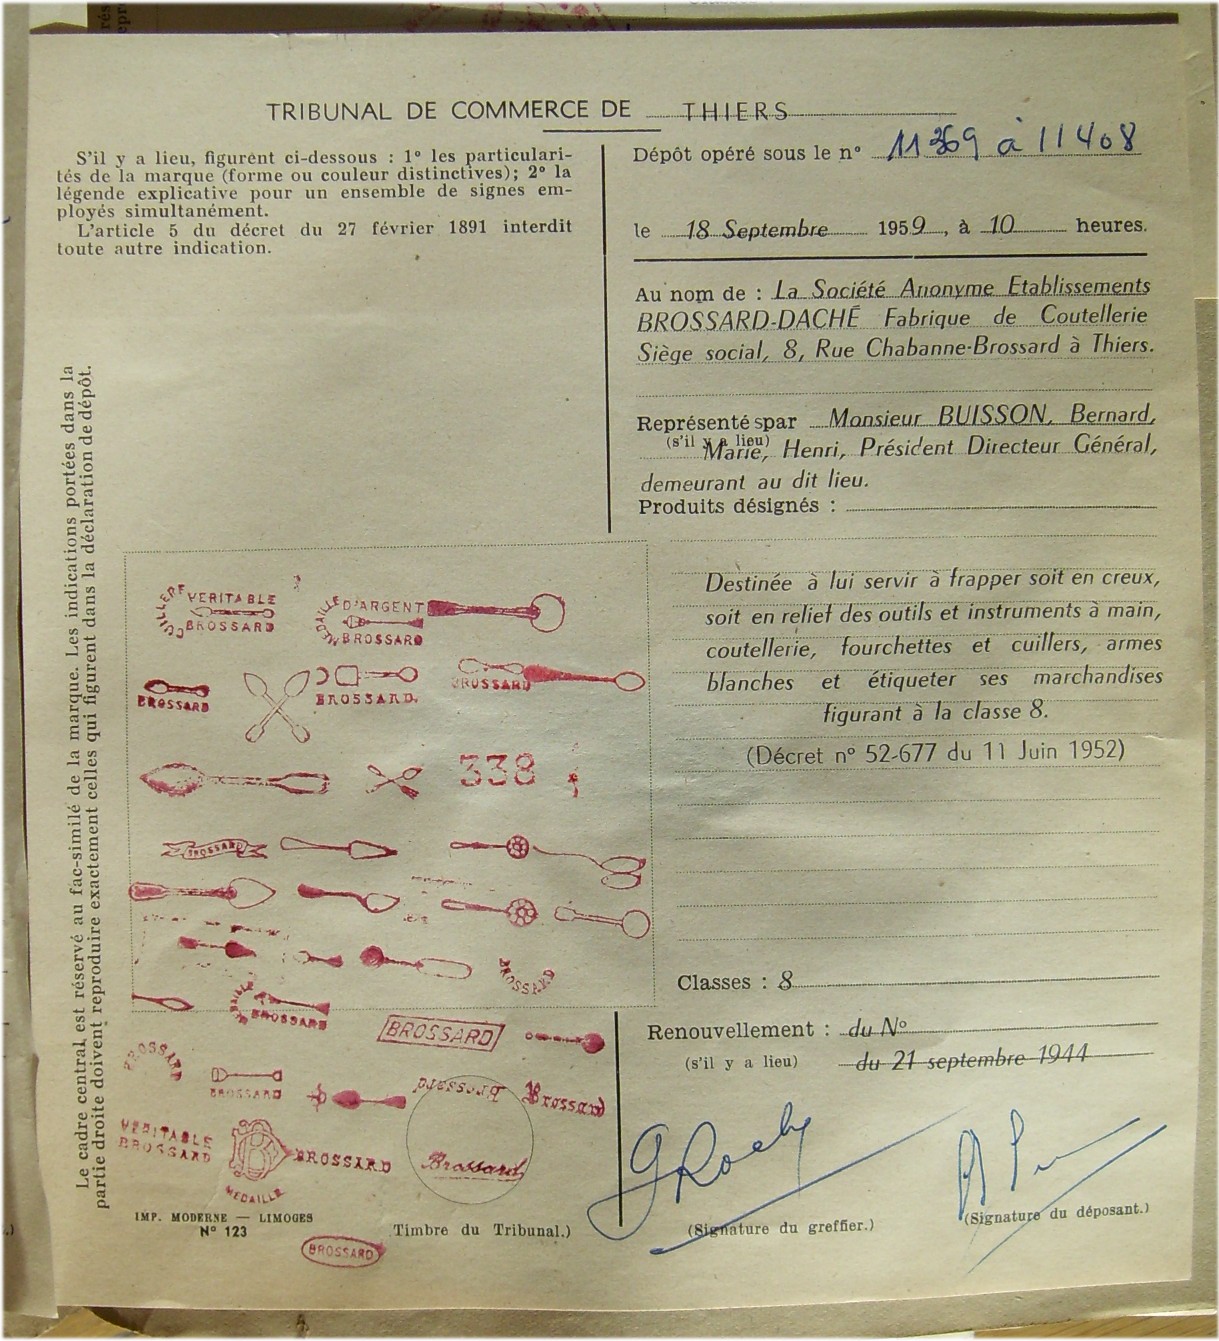 TRIBUNAL DE COMMERCE DE THIERS
S'il y a lieu, figurent ci-dessous : 1° les particulari-
tés de la marque (forme ou couleur distinctives); 2° la
légende explicative pour un ensemble de signes em-
ployés simultanément.
L'article 5 du décret du 27 février 1891 interdit
toute autre indication.
Dépôt opéré sous le n° 11369 à 11408
le 18 Septembre 1959, à 10 heures.
Au nom de : La Société Anonyme Etablissements
BROSSARD-DACHÉ Fabrique de Coutellerie
Siège social, 8, Rue Chabanne-Brossard à Thiers.
Représenté s par Monsieur BUISSON, Bernard,
(s'il y a lieu) Marie, Henri, Président Directeur Général,
demeurant au dit lieu.
Produits désignés :
Destinée à lui servir à frapper soit en creux,
soit en relief des outils et instruments à main,
coutellerie, fourchettes et cuillers, armes
blanches et étiqueter ses marchandises
figurant à la classe 8.
(Décret n° 52-677 du 11 Juin 1952)
Classes : 8
Renouvellement : du N°
(s'il y a lieu) du 21 septembre 1944
Le cadre central est réservé au fac-similé de la marque. Les indications portées dans la
partie droite doivent reproduire exactement celles qui figurent dans la déclaration de dépôt.
CUILLERE VERITABLE
BROSSARD
MEDAILLE D'ARGENT
BROSSARD
BROSSARD
BROSSARD
BROSSARD
338
BROSSARD
BROSSARD
BROSSARD
BROSSARD
BROSSARD
BROSSARD
Brossard
Brossard
VERITABLE
BROSSARD
B BROSSARD
MEDAILLE
Brossard
IMP. MODERNE — LIMOGES
N° 123
BROSSARD
Timbre du Tribunal.)
(Signature du greffier.)
(Signature du déposant.)